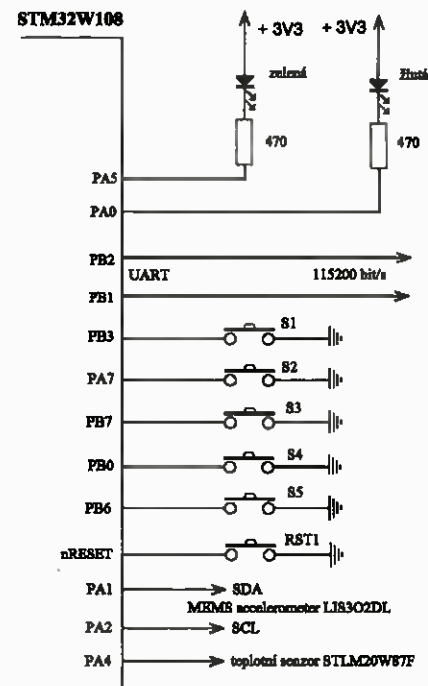 STM32W108
+ 3V3
+ 3V3
zelená
žlutá
470
470
PA5
PA0
PB2
UART
115200 bit/s
PB1
PB3
S1
PA7
S2
PB7
S3
PB0
S4
PB6
S5
nRESET
RST1
PA1
SDA
MEMS accelerometer LIS3O2DL
PA2
SCL
PA4
teplotní senzor STLM20W87F